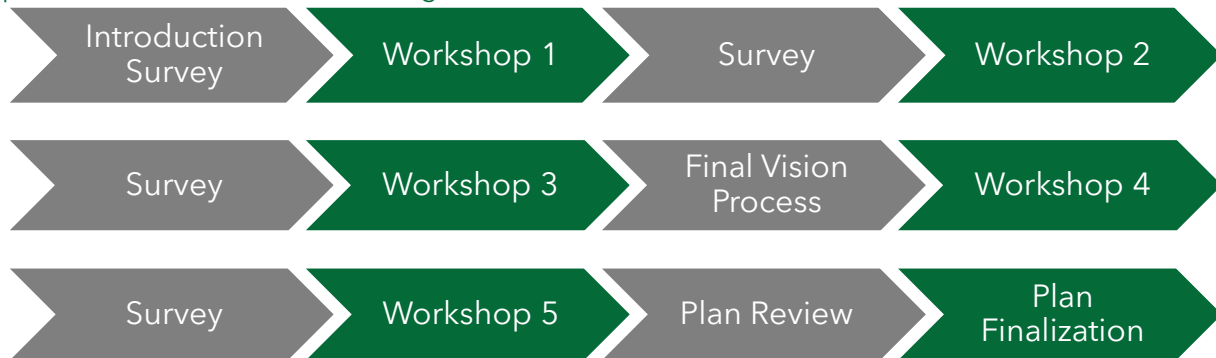 Introduction
Survey
Workshop 1
Survey
Workshop 2
Survey
Workshop 3
Final Vision
Process
Workshop 4
Survey
Workshop 5
Plan Review
Plan
Finalization